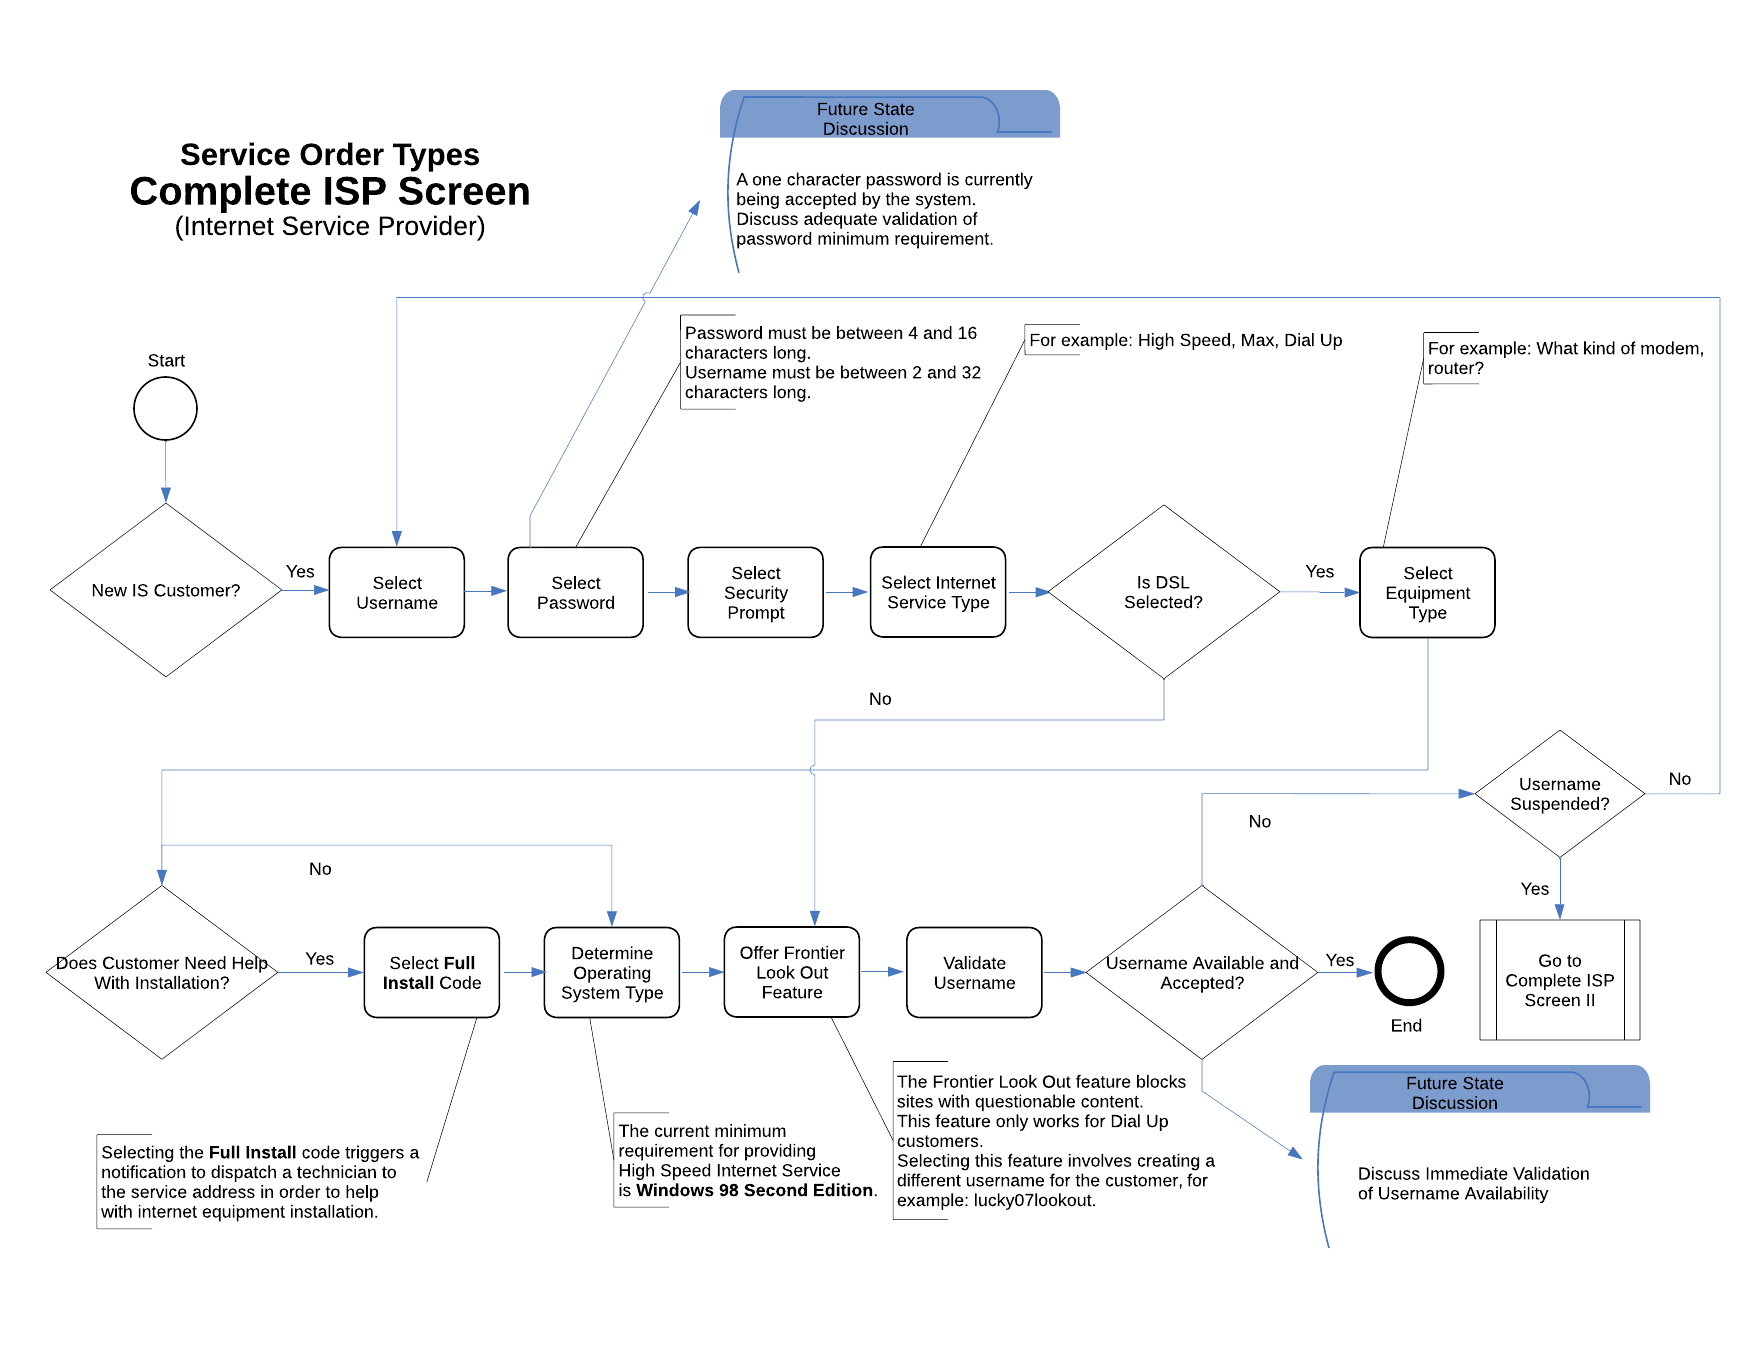 Future State
Discussion
Service Order Types
Complete ISP Screen
(Internet Service Provider)
A one character password is currently
being accepted by the system.
Discuss adequate validation of
password minimum requirement.
Password must be between 4 and 16
characters long.
Username must be between 2 and 32
characters long.
For example: High Speed, Max, Dial Up
For example: What kind of modem,
router?
Start
New IS Customer?
Yes
Select
Username
Select
Password
Select
Security
Prompt
Select Internet
Service Type
Is DSL
Selected?
Yes
Select
Equipment
Type
No
Username
Suspended?
No
No
Yes
No
Does Customer Need Help
With Installation?
Yes
Select Full
Install Code
Determine
Operating
System Type
Offer Frontier
Look Out
Feature
Validate
Username
Username Available and
Accepted?
Yes
End
Go to
Complete ISP
Screen II
Selecting the Full Install code triggers a
notification to dispatch a technician to
the service address in order to help
with internet equipment installation.
The current minimum
requirement for providing
High Speed Internet Service
is Windows 98 Second Edition.
The Frontier Look Out feature blocks
sites with questionable content.
This feature only works for Dial Up
customers.
Selecting this feature involves creating a
different username for the customer, for
example: lucky07lookout.
Future State
Discussion
Discuss Immediate Validation
of Username Availability